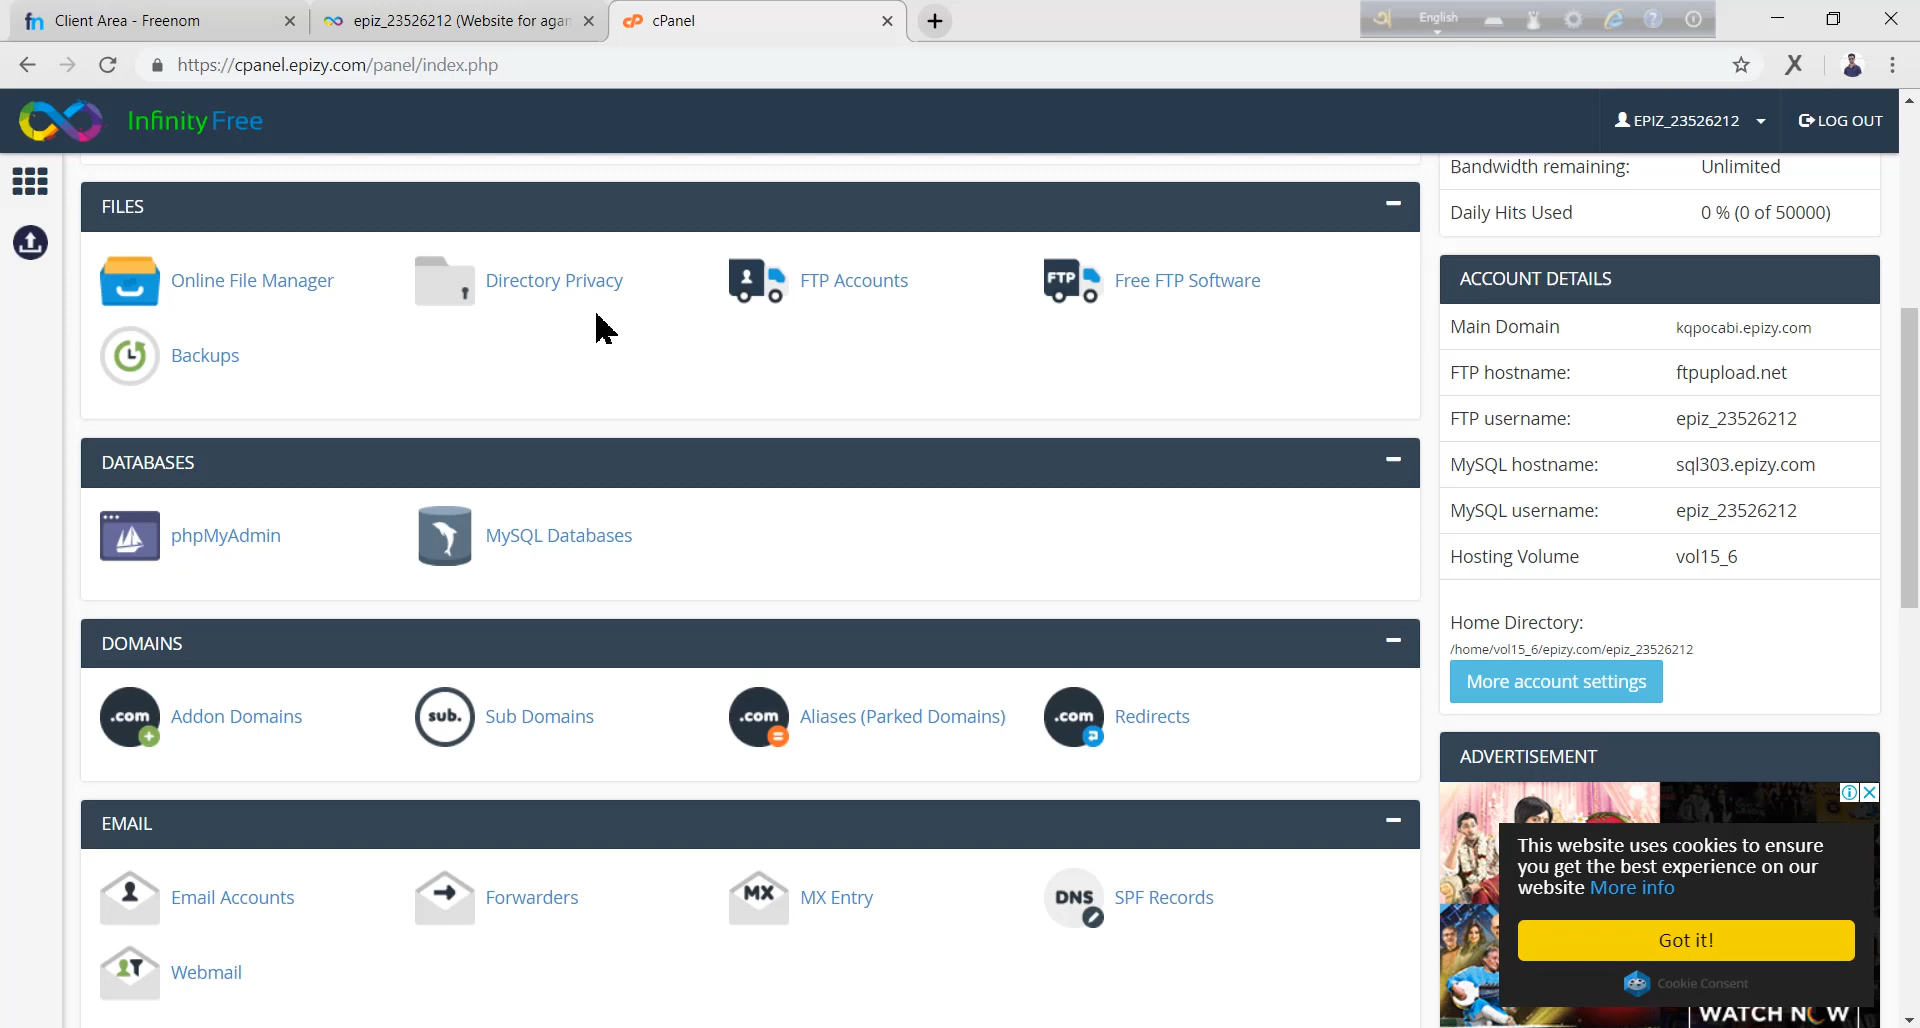 Client Area - Freenom
epiz_23526212 (Website for agan
cPanel
English
https://cpanel.epizy.com/panel/index.php
InfinityFree
EPIZ_23526212
LOG OUT
FILES
Online File Manager
Directory Privacy
FTP Accounts
FTP
Free FTP Software
Backups
DATABASES
phpMyAdmin
MySQL Databases
DOMAINS
.com
Addon Domains
sub.
Sub Domains
.com
Aliases (Parked Domains)
.com
Redirects
EMAIL
Email Accounts
Forwarders
MX
MX Entry
DNS
SPF Records
Webmail
Bandwidth remaining: Unlimited
Daily Hits Used 0 % (0 of 50000)
ACCOUNT DETAILS
Main Domain kqpocabi.epizy.com
FTP hostname: ftpupload.net
FTP username: epiz_23526212
MySQL hostname: sql303.epizy.com
MySQL username: epiz_23526212
Hosting Volume vol15_6
Home Directory:
/home/vol15_6/epizy.com/epiz_23526212
More account settings
ADVERTISEMENT
This website uses cookies to ensure
you get the best experience on our
website More info
Got it!
Cookie Consent
WATCH NOW